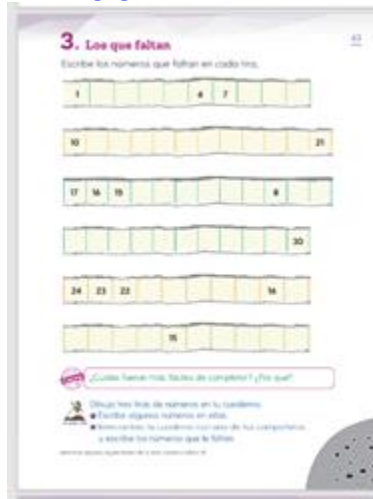 3. Los que faltan
63
Escribe los números que faltan en cada tira.
1 6 7
10 21
17 16 15 8
20
24 23 22 16
15
¿Cuáles fueron más fáciles de completar? ¿Por qué?
Dibuja tres tiras de números en tu cuaderno.
Escribe algunos números en ellas.
Intercambia tu cuaderno con uno de tus compañeros
y escribe los números que le faltan.